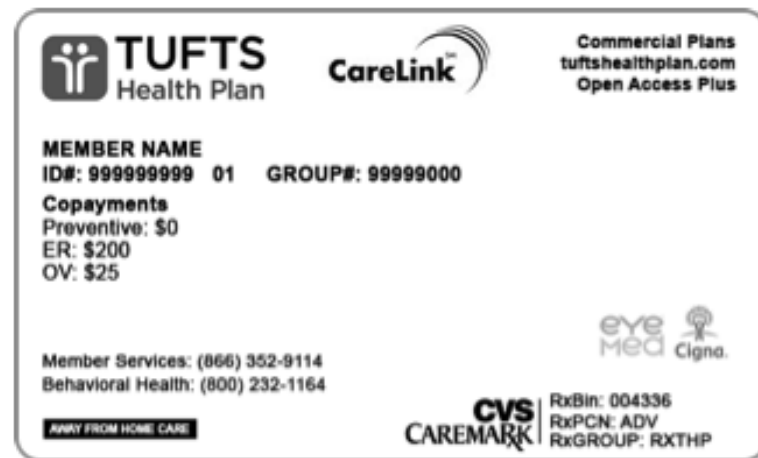 TUFTS
Health Plan
CareLink
SM
Commercial Plans
tuftshealthplan.com
Open Access Plus
MEMBER NAME
ID#: 999999999 01 GROUP#: 99999000
Copayments
Preventive: $0
ER: $200
OV: $25
eye
Med
Cigna.
Member Services: (866) 352-9114
Behavioral Health: (800) 232-1164
AWAY FROM HOME CARE
CVS
CAREMARK
RxBin: 004336
RxPCN: ADV
RxGROUP: RXTHP